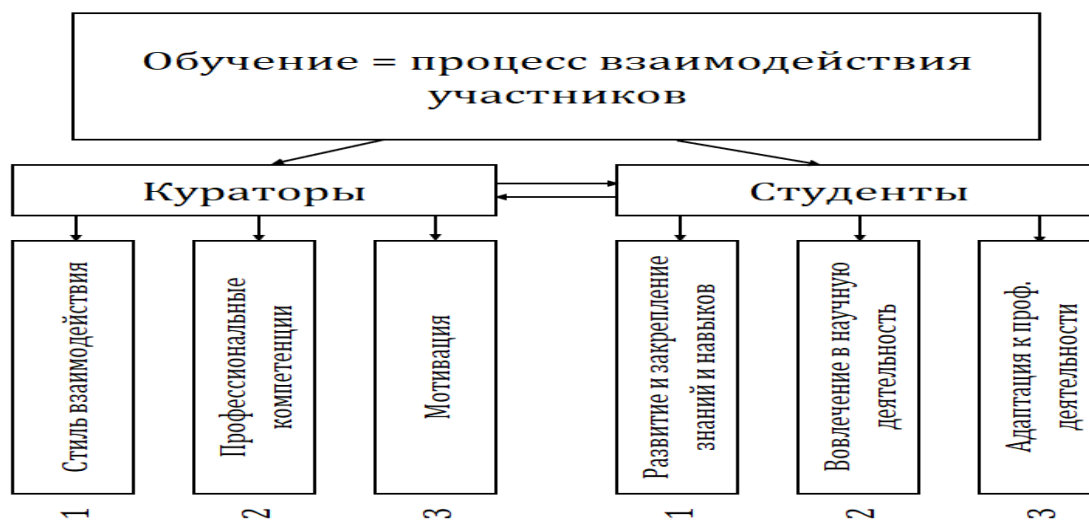 Обучение = процесс взаимодействия
участников
Кураторы
Студенты
Стиль взаимодействия
Профессиональные
компетенции
Мотивация
Развитие и закрепление
знаний и навыков
Вовлечение в научную
деятельность
Адаптация к проф.
деятельности
1
2
3
1
2
3